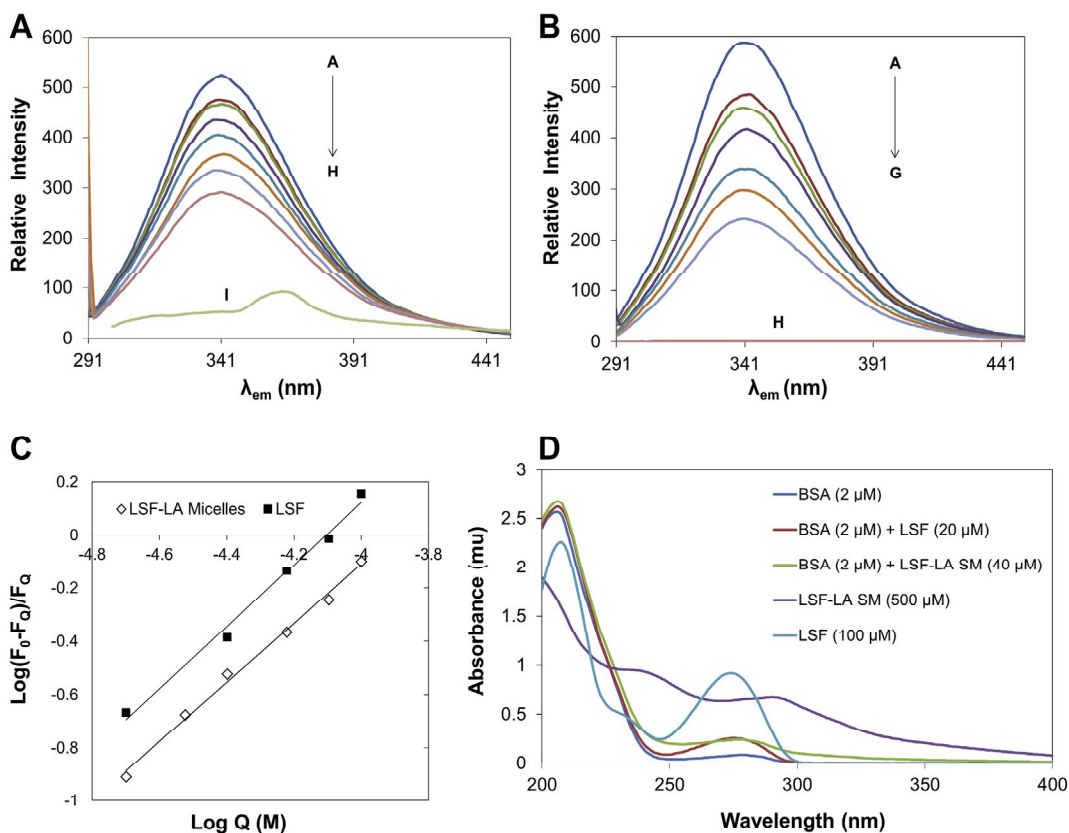 A
600
500
400
300
200
100
0
Relative Intensity
A
H
I
291
341
391
441
λem (nm)
B
600
500
400
300
200
100
0
Relative Intensity
A
G
H
291
341
391
441
λem (nm)
C
0.2
0
-0.2
-0.4
-0.6
-0.8
-1
Log(F0-FQ)/FQ
LSF-LA Micelles
LSF
-4.8
-4.6
-4.4
-4.2
-4
-3.8
Log Q (M)
D
3
2.5
2
1.5
1
0.5
0
Absorbance (mu)
BSA (2 µM)
BSA (2 µM) + LSF (20 µM)
BSA (2 µM) + LSF-LA SM (40 µM)
LSF-LA SM (500 µM)
LSF (100 µM)
200
250
300
350
400
Wavelength (nm)